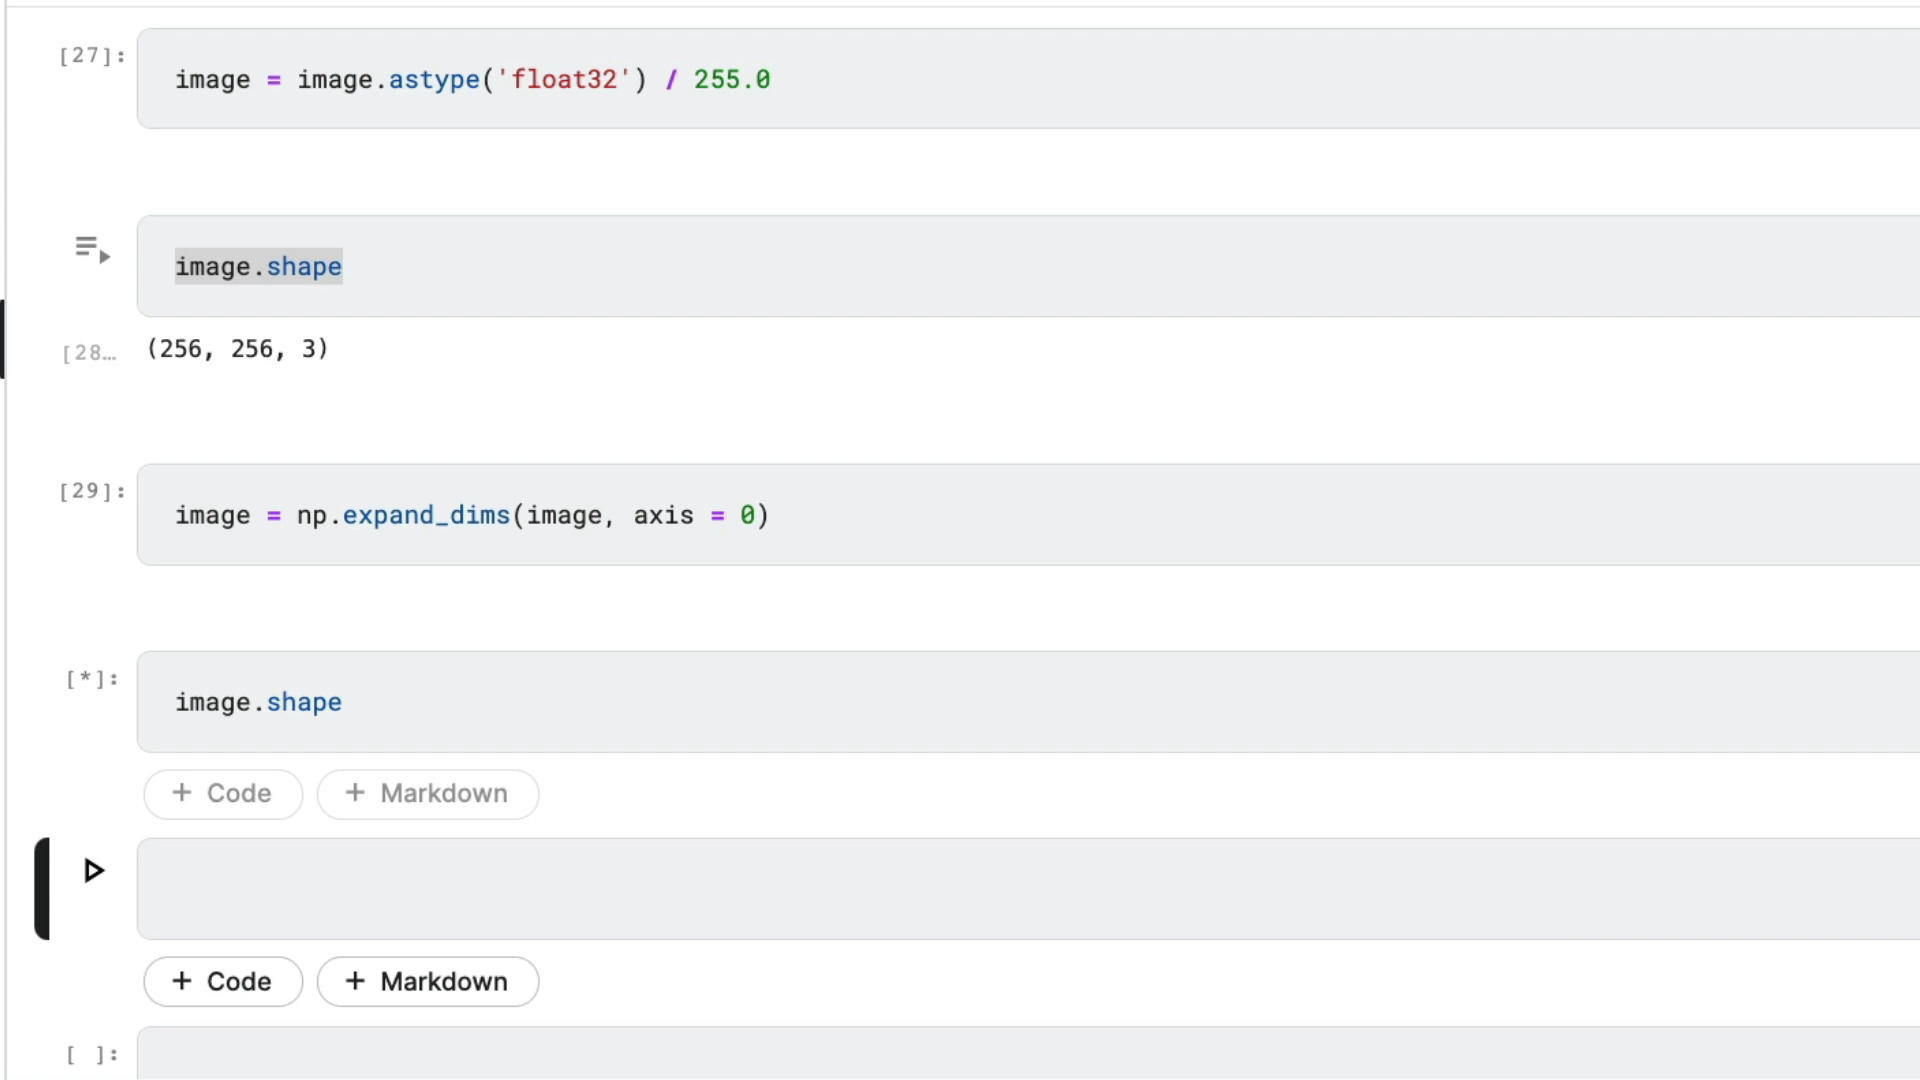 [27]:
image = image.astype('float32') / 255.0
image.shape
[28…
(256, 256, 3)
[29]:
image = np.expand_dims(image, axis = 0)
[*]:
image.shape
+ Code + Markdown
+ Code + Markdown
[ ]: